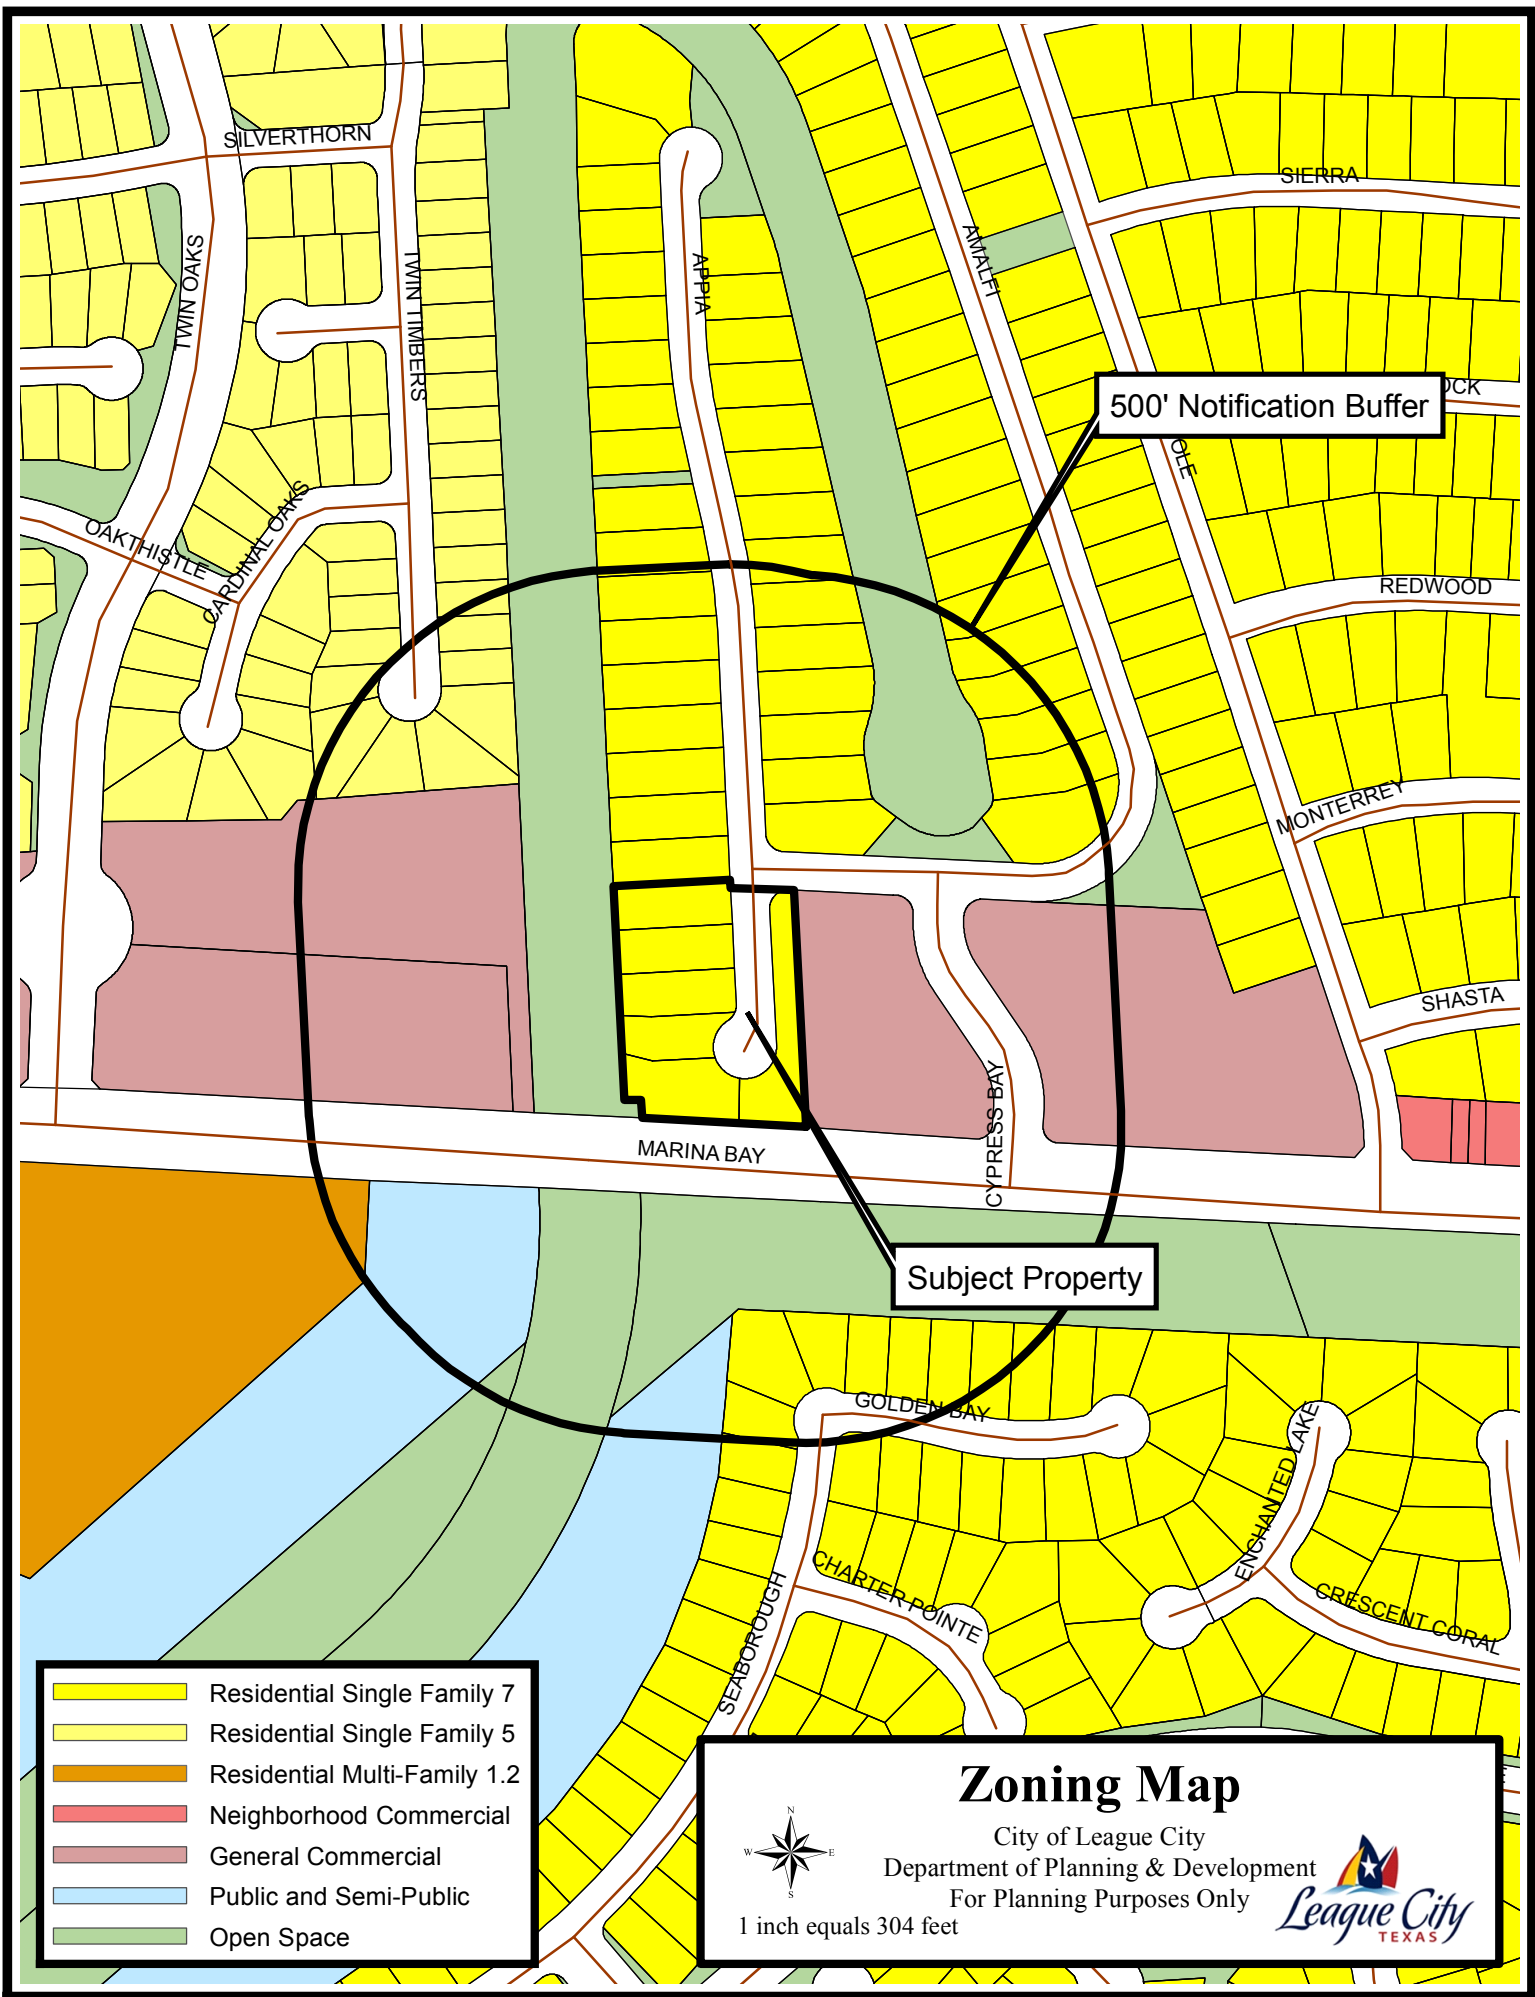 SILVERTHORN
SIERRA
TWIN OAKS
TWIN TIMBERS
APPIA
AMALFI
500' Notification Buffer
OCK
OLE
OAKTHISTLE
CARDINAL OAKS
REDWOOD
MONTERREY
SHASTA
CYPRESS BAY
MARINA BAY
Subject Property
GOLDEN BAY
ENCHANTED LAKE
CHARTER POINTE
CRESCENT CORAL
SEABOROUGH
Residential Single Family 7
Residential Single Family 5
Residential Multi-Family 1.2
Neighborhood Commercial
General Commercial
Public and Semi-Public
Open Space
Zoning Map
City of League City
Department of Planning & Development
For Planning Purposes Only
1 inch equals 304 feet
N
W E
S
League City
TEXAS